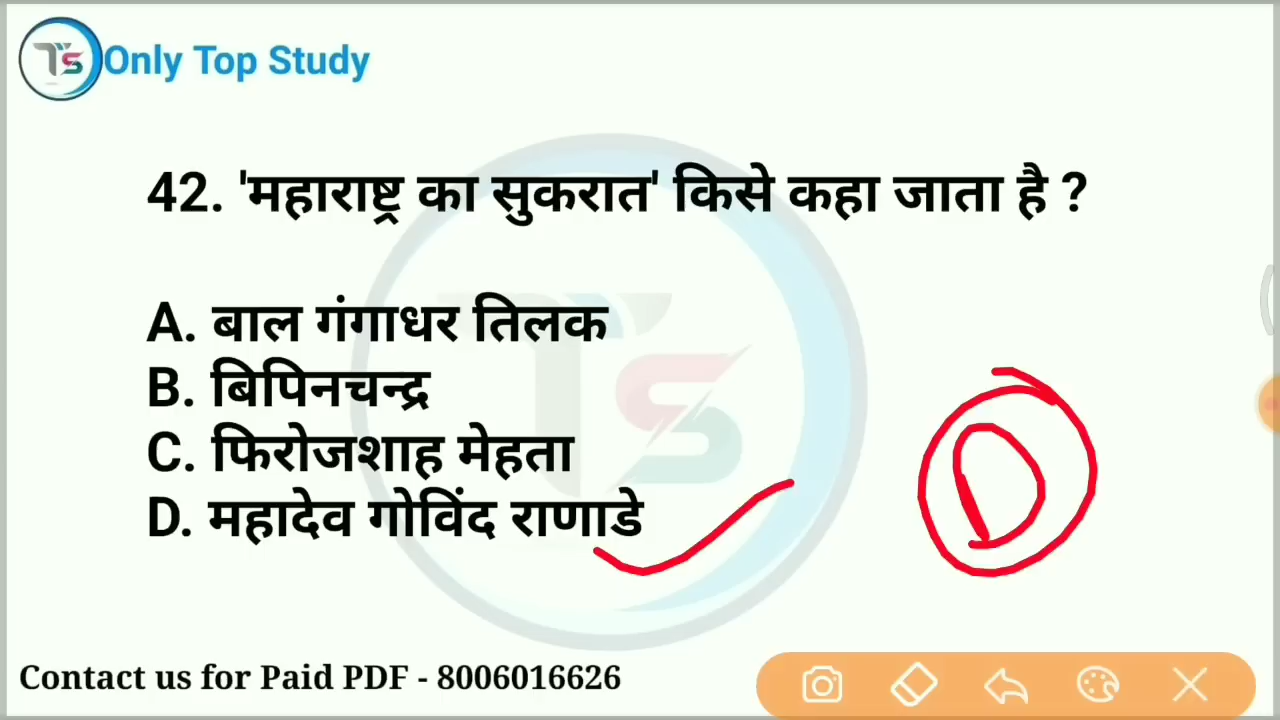 TS Only Top Study
42. 'महाराष्ट्र का सुकरात' किसे कहा जाता है ?
A. बाल गंगाधर तिलक
B. बिपिनचन्द्र
C. फिरोजशाह मेहता
D. महादेव गोविंद राणाडे
D
Contact us for Paid PDF - 8006016626